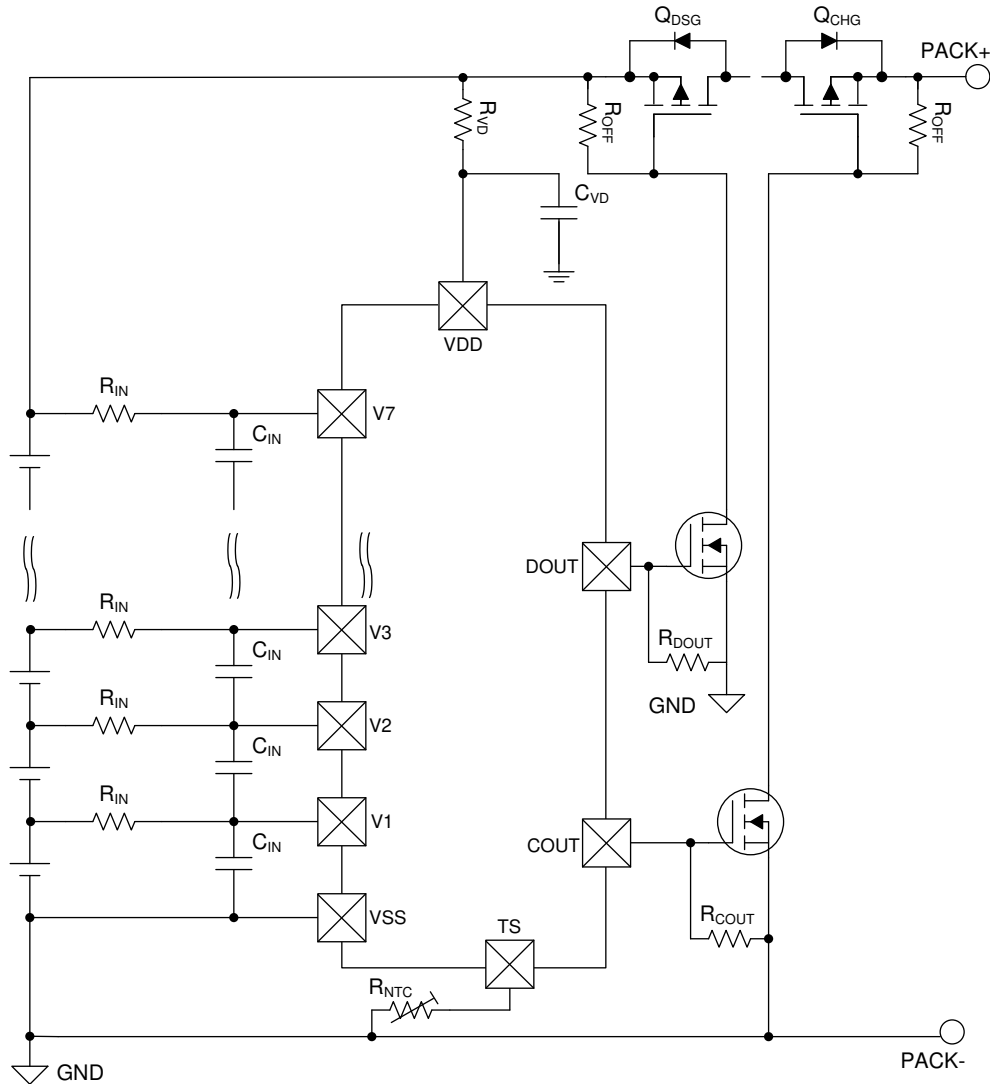 QDSG
QCHG
PACK+
RVD
ROFF
ROFF
CVD
VDD
RIN
V7
CIN
DOUT
RIN
V3
CIN
RDOUT
RIN
V2
GND
CIN
RIN
V1
COUT
CIN
VSS
TS
RCOUT
RNTC
GND
PACK-